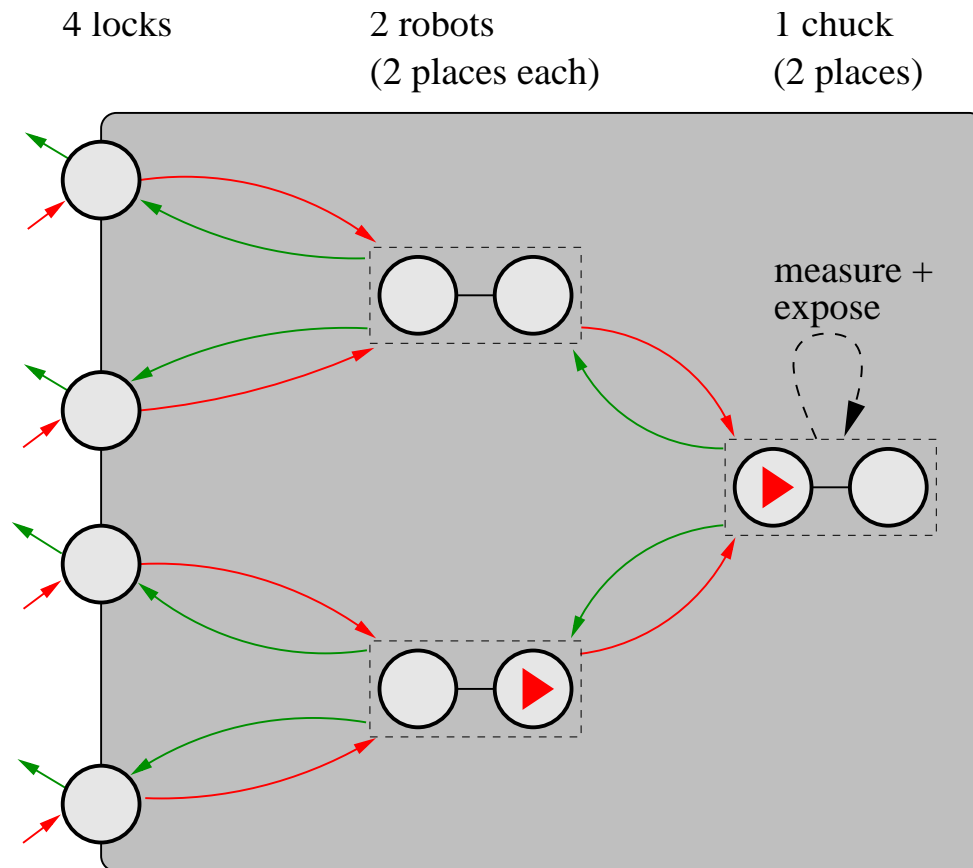 4 locks
2 robots
(2 places each)
1 chuck
(2 places)
measure +
expose